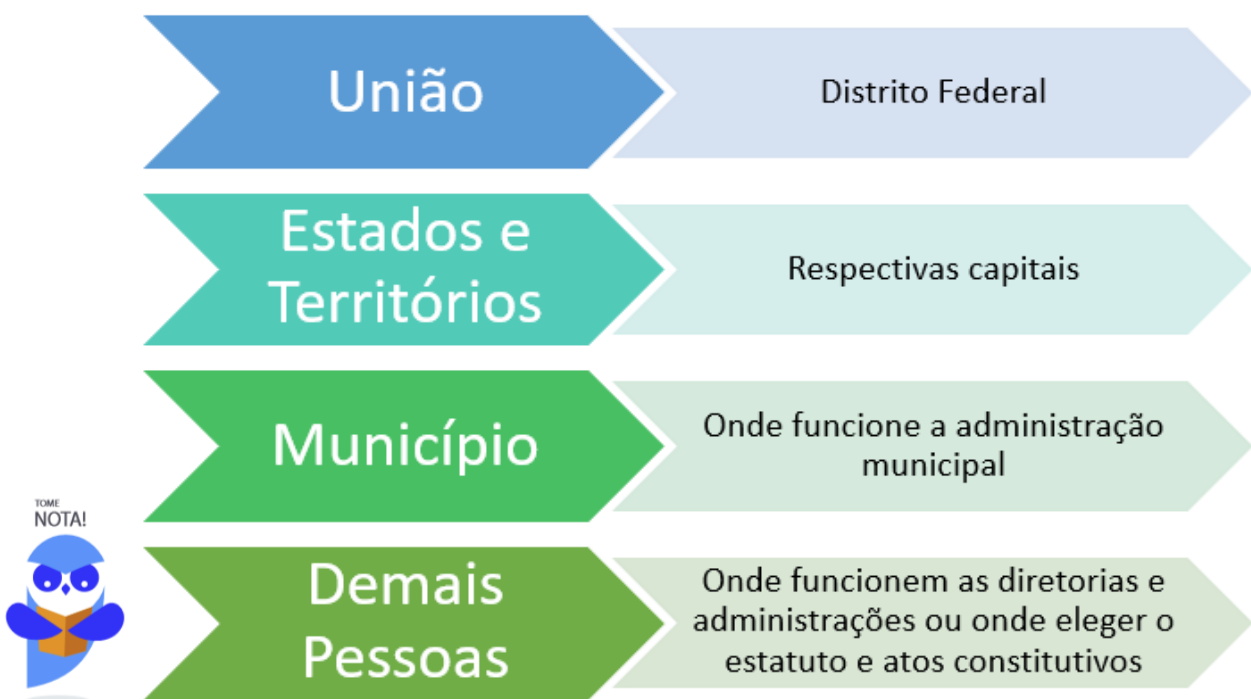 União
Distrito Federal
Estados e
Territórios
Respectivas capitais
Município
Onde funcione a administração
municipal
TOME
NOTA!
Demais
Pessoas
Onde funcionem as diretorias e
administrações ou onde eleger o
estatuto e atos constitutivos